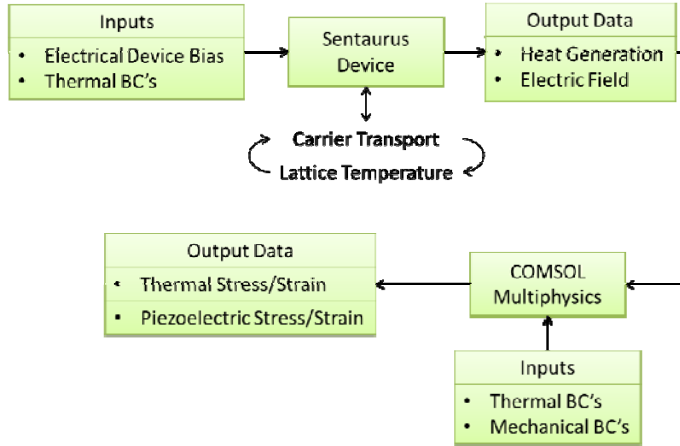 Inputs
• Electrical Device Bias
• Thermal BC's
Sentaurus
Device
Output Data
• Heat Generation
• Electric Field
Carrier Transport
Lattice Temperature
Output Data
• Thermal Stress/Strain
• Piezoelectric Stress/Strain
COMSOL
Multiphysics
Inputs
• Thermal BC's
• Mechanical BC's